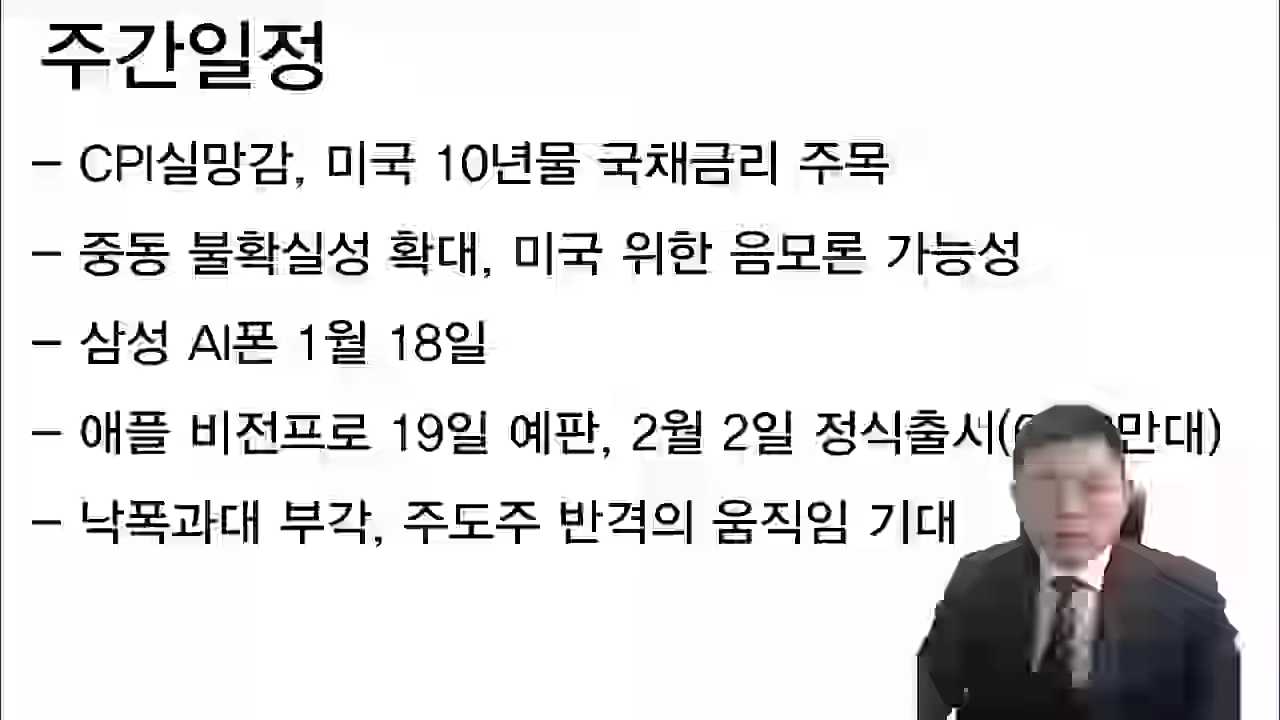 주간일정
- CPI실망감, 미국 10년물 국채금리 주목
- 중동 불확실성 확대, 미국 위한 음모론 가능성
- 삼성 AI폰 1월 18일
- 애플 비전프로 19일 예판, 2월 2일 정식출시( 만대)
- 낙폭과대 부각, 주도주 반격의 움직임 기대